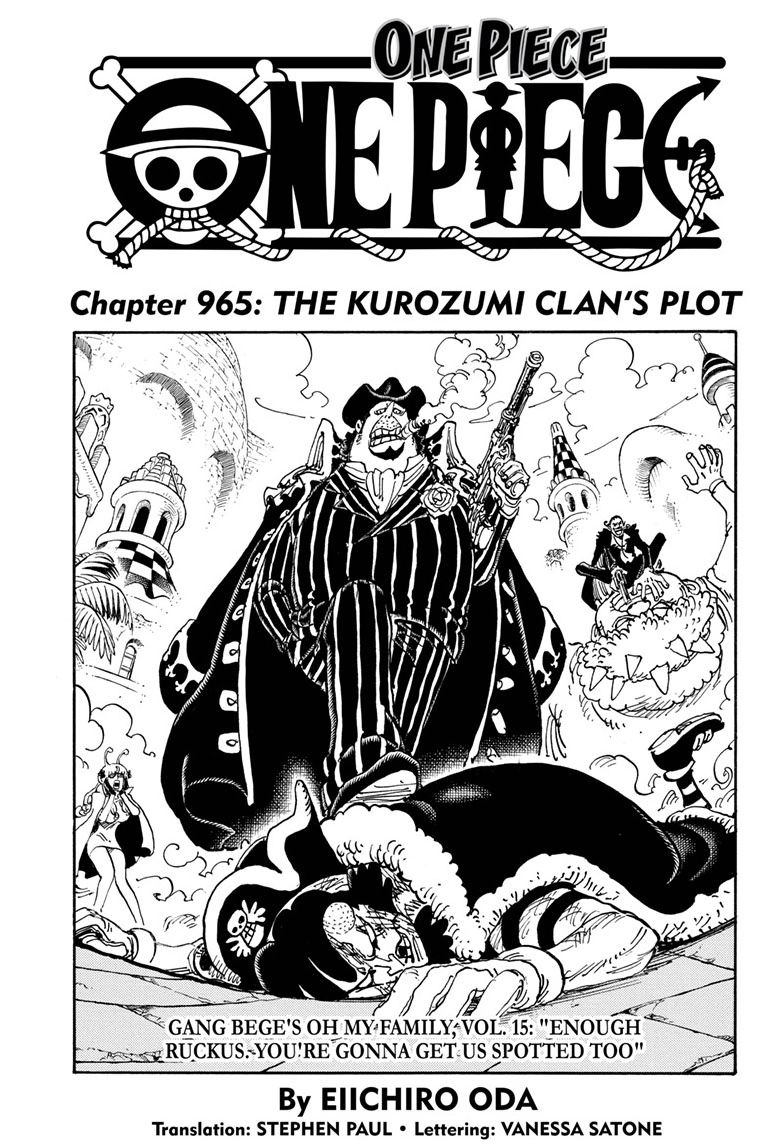 ONE PIECE
ONE PIECE
Chapter 965: THE KUROZUMI CLAN'S PLOT
GANG BEGE'S OH MY FAMILY, VOL. 15: "ENOUGH
RUCKUS. YOU'RE GONNA GET US SPOTTED TOO"
By EIICHIRO ODA
Translation: STEPHEN PAUL • Lettering: VANESSA SATONE